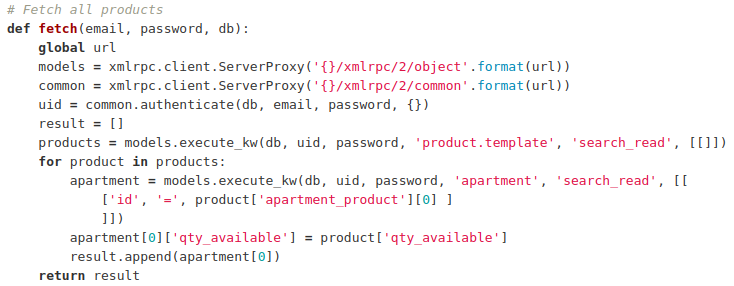 # Fetch all products
def fetch(email, password, db):
    global url
    models = xmlrpc.client.ServerProxy('{}/xmlrpc/2/object'.format(url))
    common = xmlrpc.client.ServerProxy('{}/xmlrpc/2/common'.format(url))
    uid = common.authenticate(db, email, password, {})
    result = []
    products = models.execute_kw(db, uid, password, 'product.template', 'search_read', [[]])
    for product in products:
        apartment = models.execute_kw(db, uid, password, 'apartment', 'search_read', [[
            ['id', '=', product['apartment_product'][0] ]
            ]])
        apartment[0]['qty_available'] = product['qty_available']
        result.append(apartment[0])
    return result